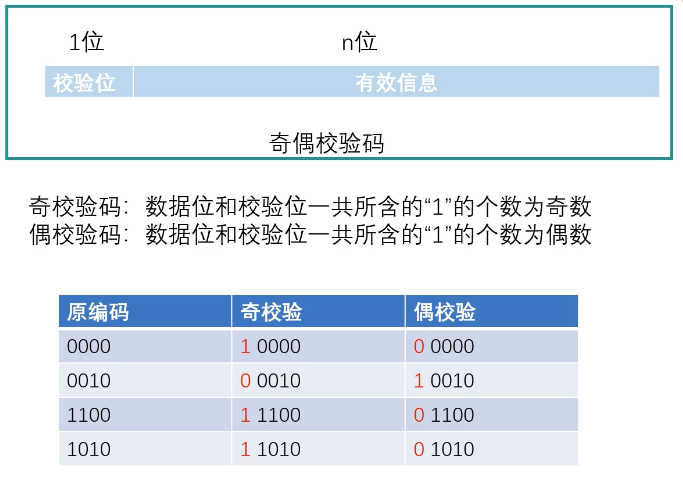 1位 n位
校验位 有效信息
奇偶校验码
奇校验码：数据位和校验位一共所含的“1”的个数为奇数
偶校验码：数据位和校验位一共所含的“1”的个数为偶数
原编码 奇校验 偶校验
0000 1 0000 0 0000
0010 0 0010 1 0010
1100 1 1100 0 1100
1010 1 1010 0 1010